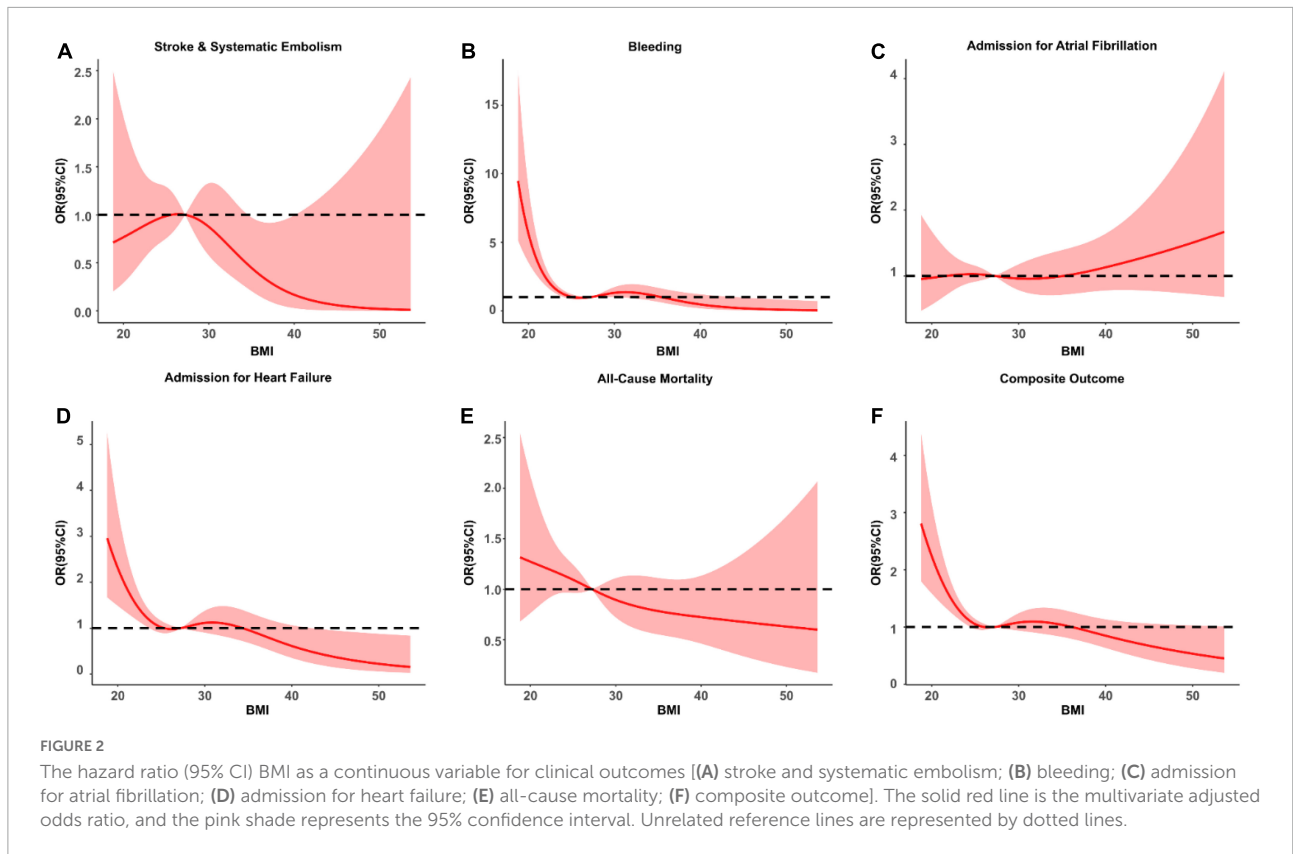 A
Stroke & Systematic Embolism
OR(95%CI)
2.5
2.0
1.5
1.0
0.5
0.0
20 30 40 50
BMI
B
Bleeding
OR(95%CI)
15
10
5
0
20 30 40 50
BMI
C
Admission for Atrial Fibrillation
OR(95%CI)
4
3
2
1
20 30 40 50
BMI
D
Admission for Heart Failure
OR(95%CI)
5
4
3
2
1
0
20 30 40 50
BMI
E
All-Cause Mortality
OR(95%CI)
2.5
2.0
1.5
1.0
0.5
20 30 40 50
BMI
F
Composite Outcome
OR(95%CI)
4
3
2
1
0
20 30 40 50
BMI
FIGURE 2
The hazard ratio (95% CI) BMI as a continuous variable for clinical outcomes [(A) stroke and systematic embolism; (B) bleeding; (C) admission
for atrial fibrillation; (D) admission for heart failure; (E) all-cause mortality; (F) composite outcome]. The solid red line is the multivariate adjusted
odds ratio, and the pink shade represents the 95% confidence interval. Unrelated reference lines are represented by dotted lines.